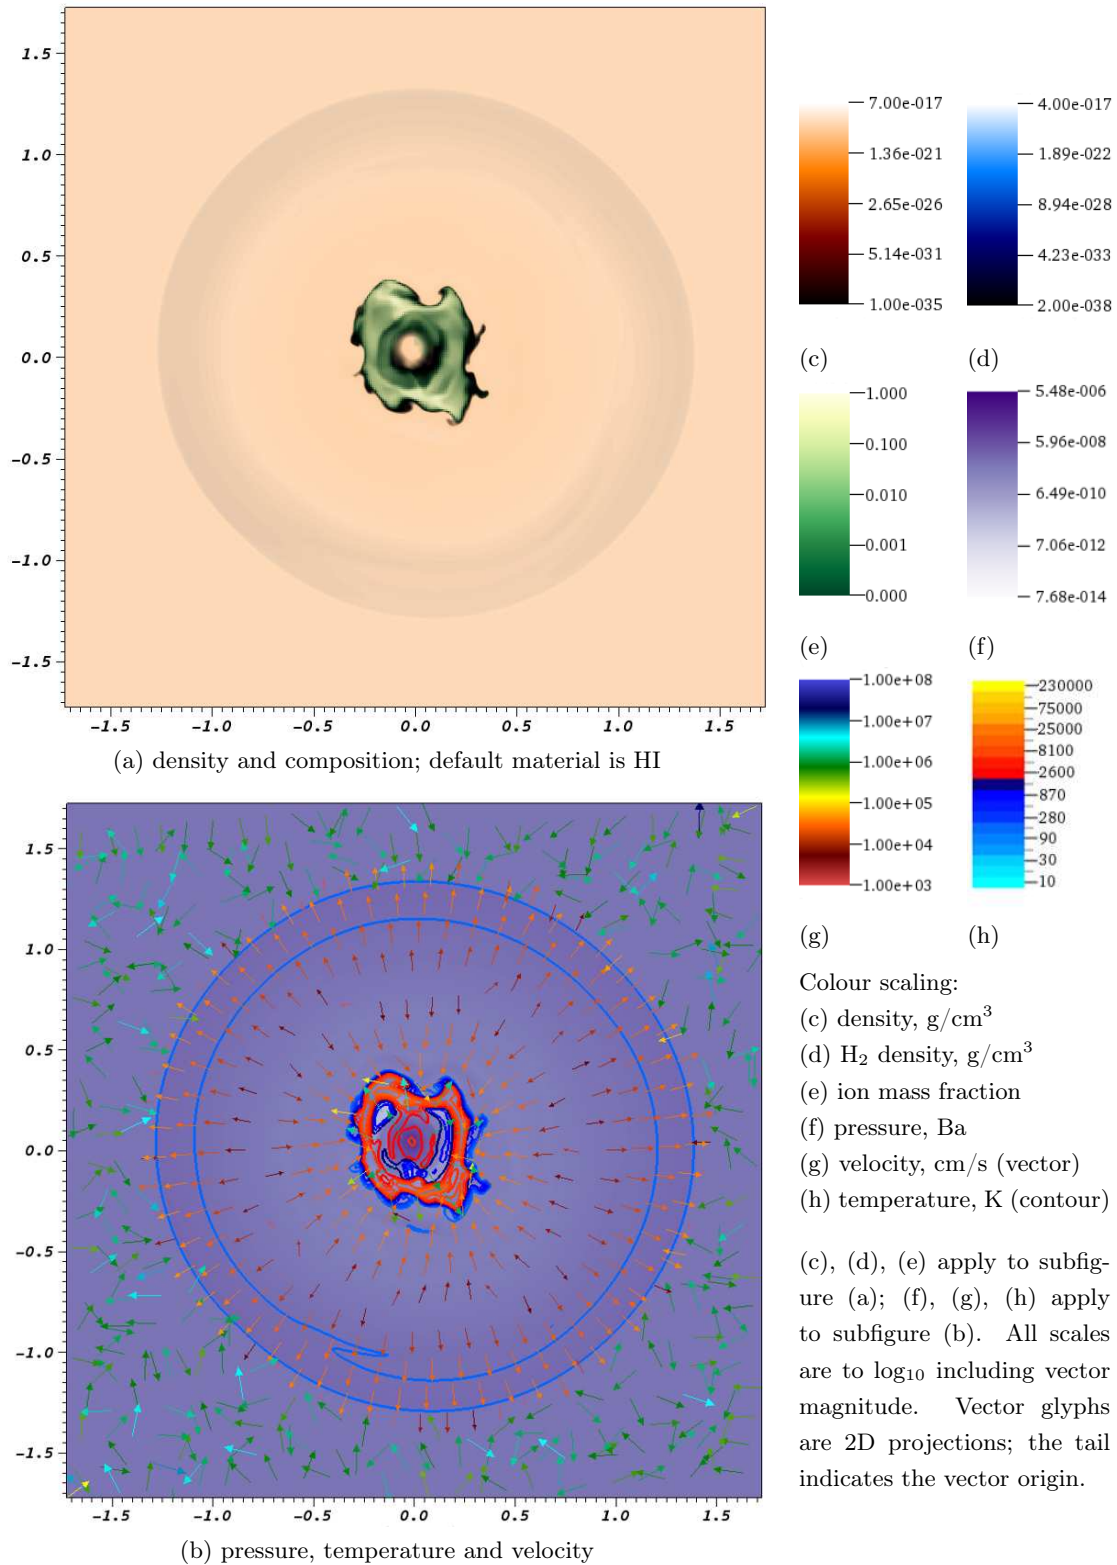 1.5
1.0
0.5
0.0
−0.5
−1.0
−1.5
−1.5 −1.0 −0.5 0.0 0.5 1.0 1.5
(a) density and composition; default material is HI
7.00e-017
1.36e-021
2.65e-026
5.14e-031
1.00e-035
(c)
4.00e-017
1.89e-022
8.94e-028
4.23e-033
2.00e-038
(d)
1.000
0.100
0.010
0.001
0.000
(e)
5.48e-006
5.96e-008
6.49e-010
7.06e-012
7.68e-014
(f)
1.00e+08
1.00e+07
1.00e+06
1.00e+05
1.00e+04
1.00e+03
(g)
230000
75000
25000
8100
2600
870
280
90
30
10
(h)
1.5
1.0
0.5
0.0
−0.5
−1.0
−1.5
−1.5 −1.0 −0.5 0.0 0.5 1.0 1.5
(b) pressure, temperature and velocity
Colour scaling:
(c) density, g/cm³
(d) H₂ density, g/cm³
(e) ion mass fraction
(f) pressure, Ba
(g) velocity, cm/s (vector)
(h) temperature, K (contour)
(c), (d), (e) apply to subfig-
ure (a); (f), (g), (h) apply
to subfigure (b). All scales
are to log₁₀ including vector
magnitude. Vector glyphs
are 2D projections; the tail
indicates the vector origin.